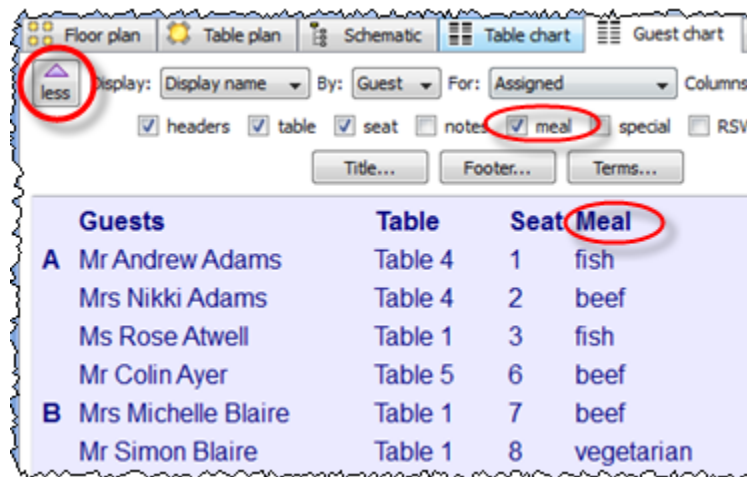 Floor plan Table plan Schematic Table chart Guest chart
less Display: Display name By: Guest For: Assigned Columns
headers table seat notes meal special RSV
Title... Footer... Terms...
Guests Table Seat Meal
A Mr Andrew Adams Table 4 1 fish
Mrs Nikki Adams Table 4 2 beef
Ms Rose Atwell Table 1 3 fish
Mr Colin Ayer Table 5 6 beef
B Mrs Michelle Blaire Table 1 7 beef
Mr Simon Blaire Table 1 8 vegetarian